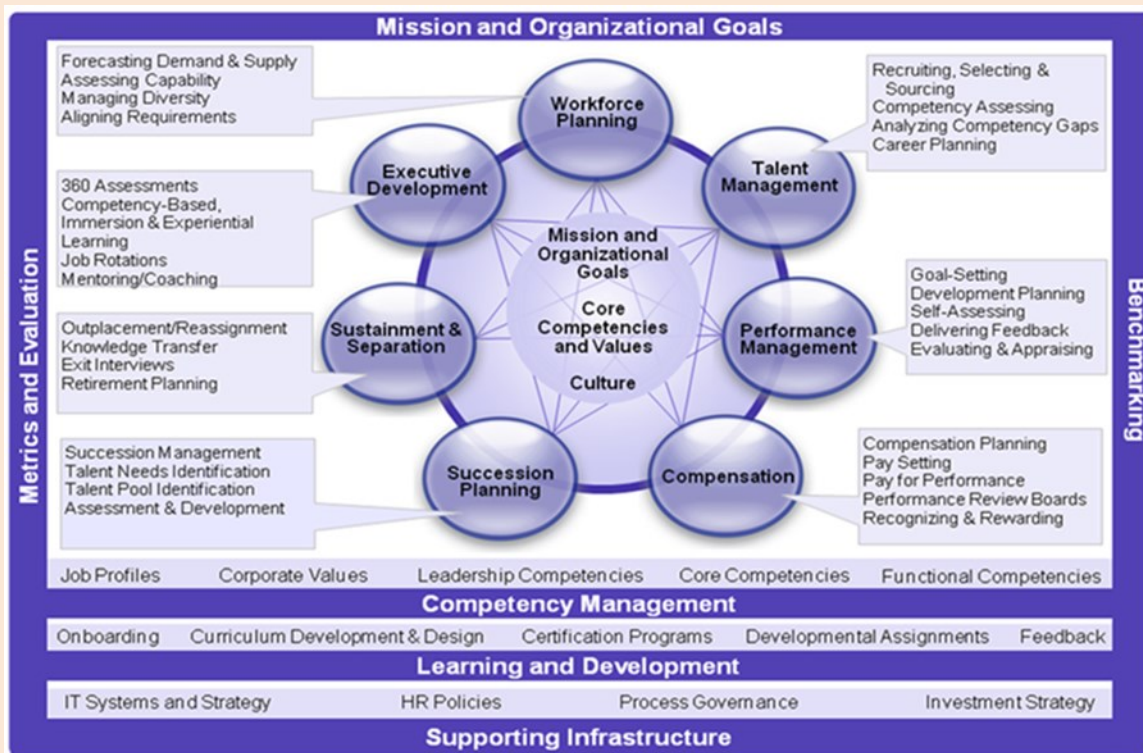 Mission and Organizational Goals
Forecasting Demand & Supply
Assessing Capability
Managing Diversity
Aligning Requirements
Workforce
Planning
Recruiting, Selecting &
Sourcing
Competency Assessing
Analyzing Competency Gaps
Career Planning
Executive
Development
Talent
Management
360 Assessments
Competency-Based,
Immersion & Experiential
Learning
Job Rotations
Mentoring/Coaching
Mission and
Organizational
Goals
Core
Competencies
and Values
Culture
Goal-Setting
Development Planning
Self-Assessing
Delivering Feedback
Evaluating & Appraising
Sustainment &
Separation
Performance
Management
Outplacement/Reassignment
Knowledge Transfer
Exit Interviews
Retirement Planning
Metrics and Evaluation
Benchmarking
Succession Management
Talent Needs Identification
Talent Pool Identification
Assessment & Development
Succession
Planning
Compensation
Compensation Planning
Pay Setting
Pay for Performance
Performance Review Boards
Recognizing & Rewarding
Job Profiles Corporate Values Leadership Competencies Core Competencies Functional Competencies
Competency Management
Onboarding Curriculum Development & Design Certification Programs Developmental Assignments Feedback
Learning and Development
IT Systems and Strategy HR Policies Process Governance Investment Strategy
Supporting Infrastructure